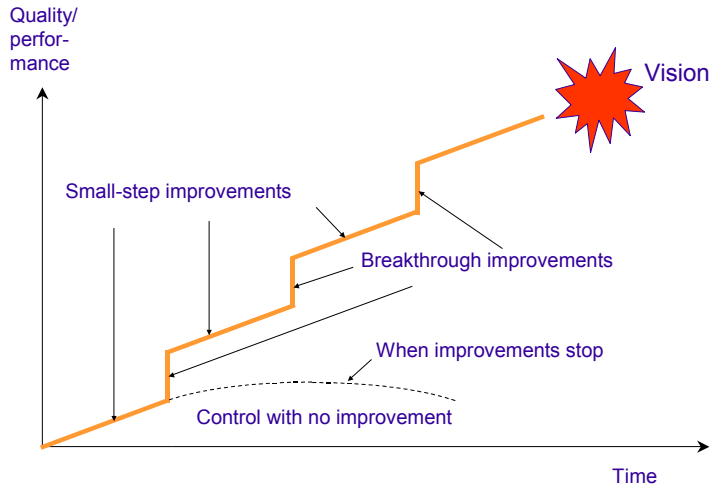 Quality/
perfor-
mance
Vision
Small-step improvements
Breakthrough improvements
When improvements stop
Control with no improvement
Time